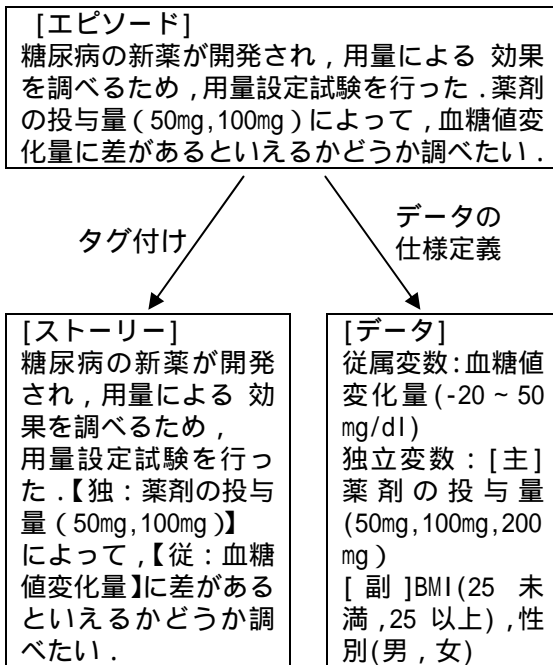 [エピソード]
糖尿病の新薬が開発され,用量による 効果
を調べるため,用量設定試験を行った.薬剤
の投与量(50mg,100mg)によって,血糖値変
化量に差があるといえるかどうか調べたい.
タグ付け
データの
仕様定義
[ストーリー]
糖尿病の新薬が開発
され,用量による 効
果を調べるため,
用量設定試験を行っ
た.【独:薬剤の投与
量(50mg,100mg)】
によって,【従:血糖
値変化量】に差がある
といえるかどうか調
べたい.
[データ]
従属変数:血糖値
変化量(-20~50
mg/dl)
独立変数:[主]
薬剤の投与量
(50mg,100mg,200
mg)
[副]BMI(25 未
満,25 以上),性
別(男,女)